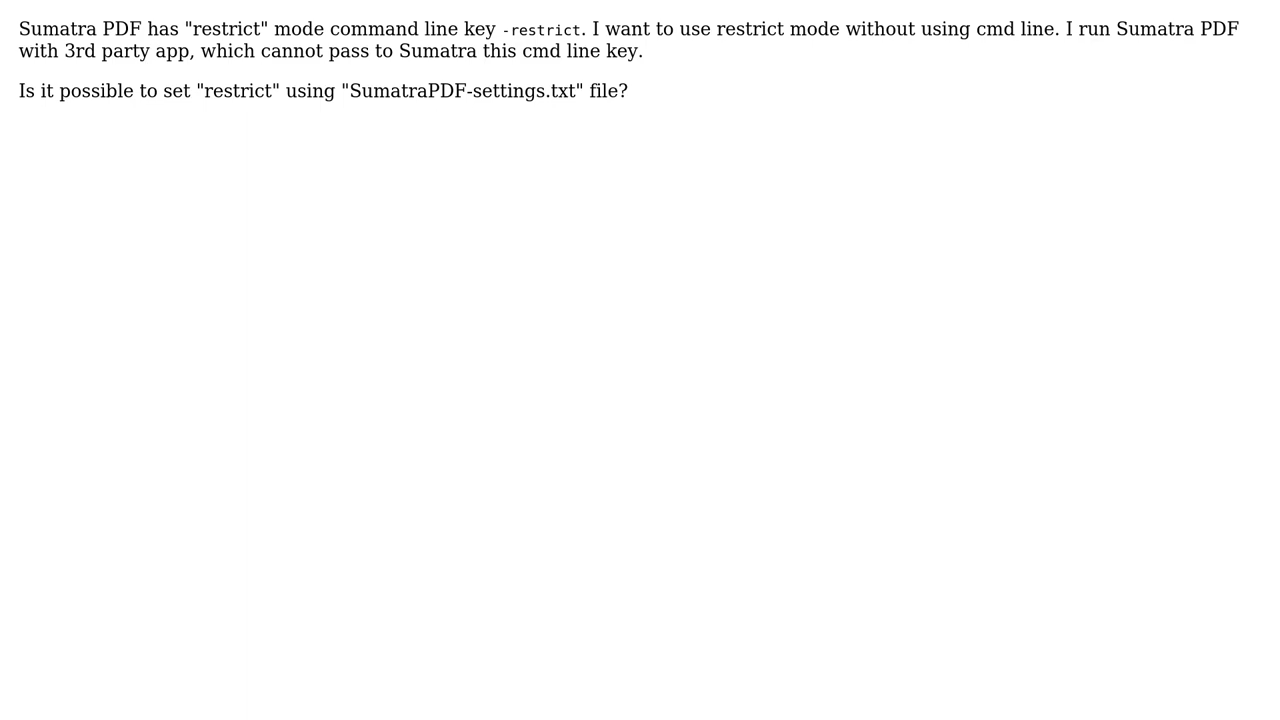 Sumatra PDF has "restrict" mode command line key -restrict. I want to use restrict mode without using cmd line. I run Sumatra PDF
with 3rd party app, which cannot pass to Sumatra this cmd line key.
Is it possible to set "restrict" using "SumatraPDF-settings.txt" file?